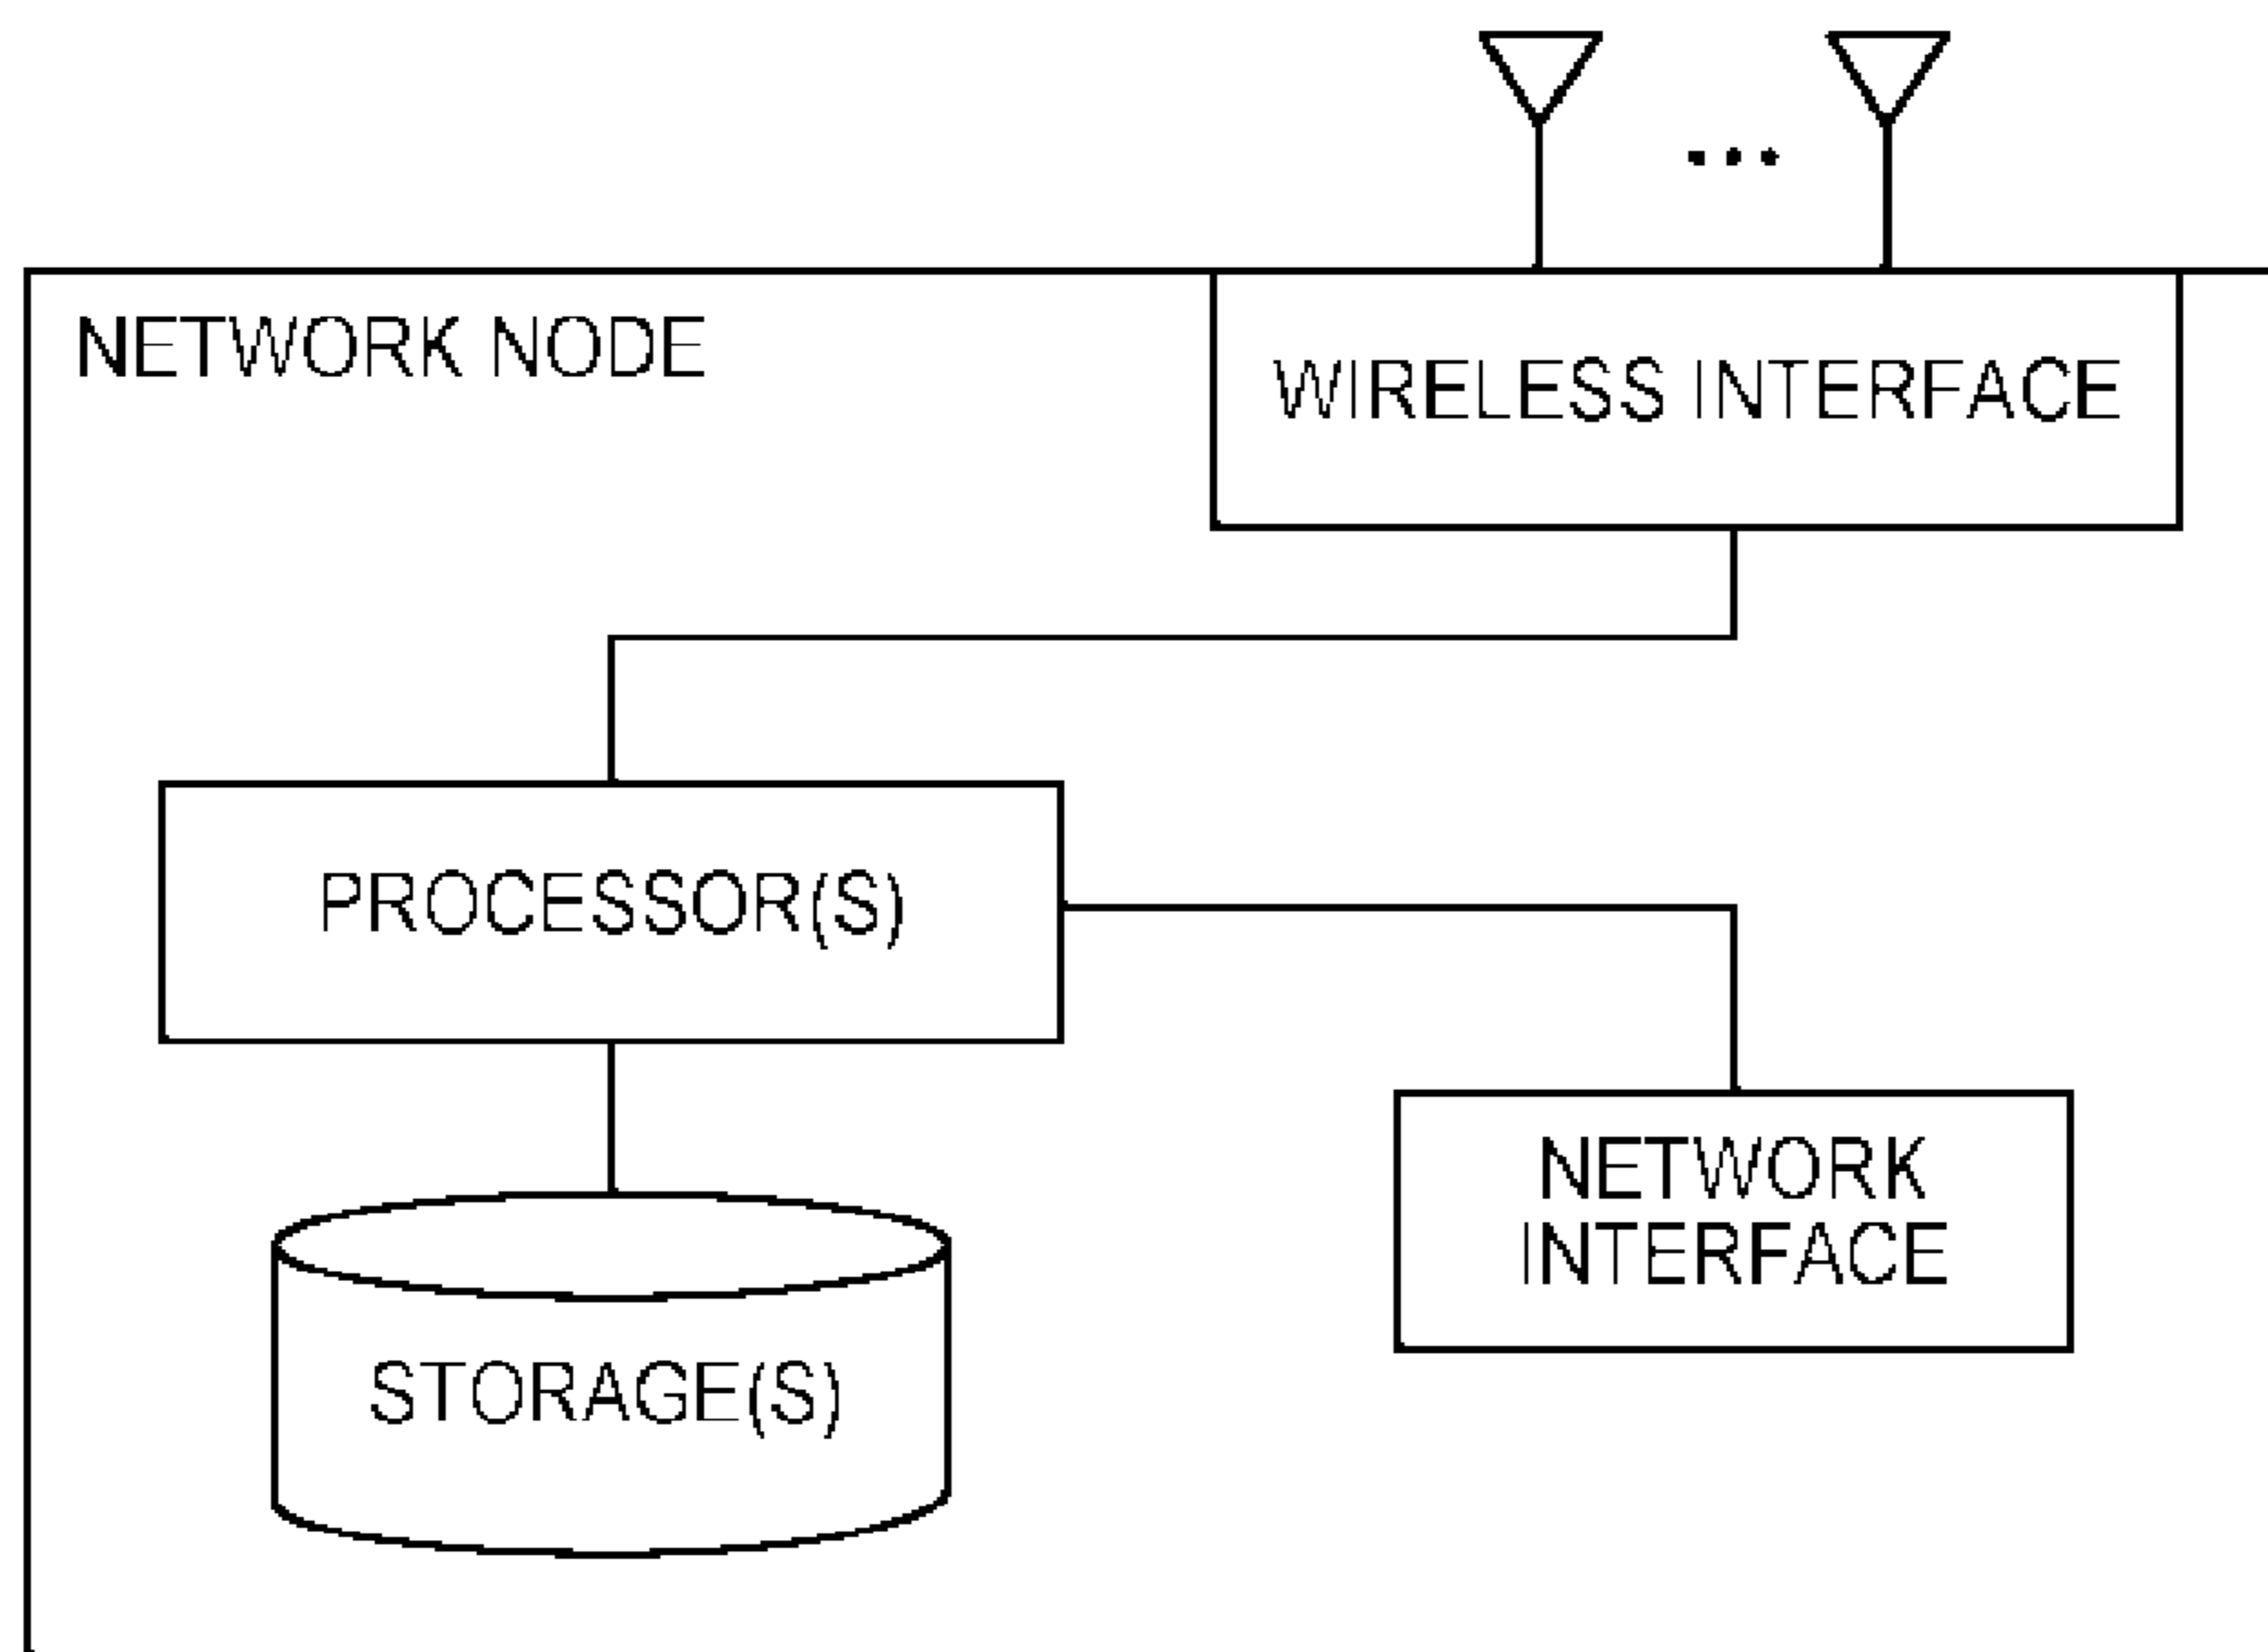 NETWORK NODE
WIRELESS INTERFACE
PROCESSOR(S)
NETWORK
INTERFACE
STORAGE(S)